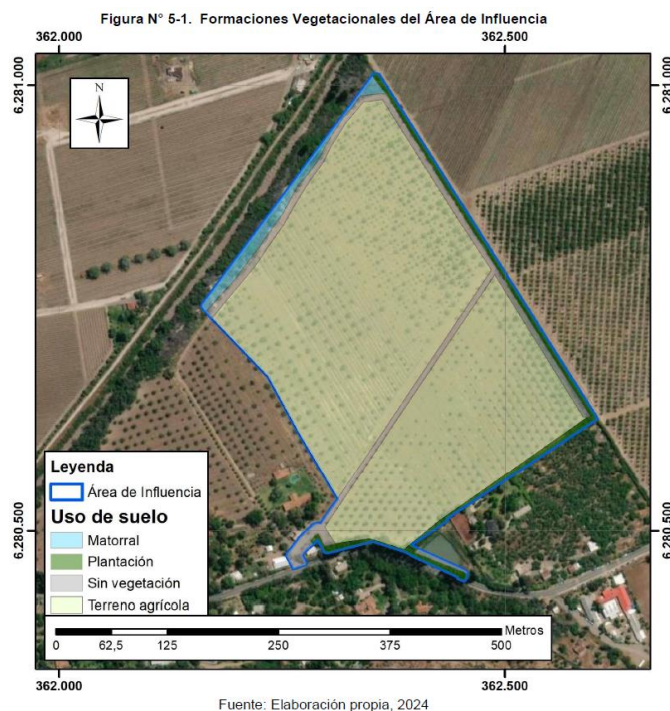 Figura N° 5-1. Formaciones Vegetacionales del Área de Influencia
362.000
362.500
6.281.000
6.281.000
N
6.280.500
6.280.500
Leyenda
Área de Influencia
Uso de suelo
Matorral
Plantación
Sin vegetación
Terreno agrícola
Metros
0 62,5 125 250 375 500
362.000
362.500
Fuente: Elaboración propia, 2024